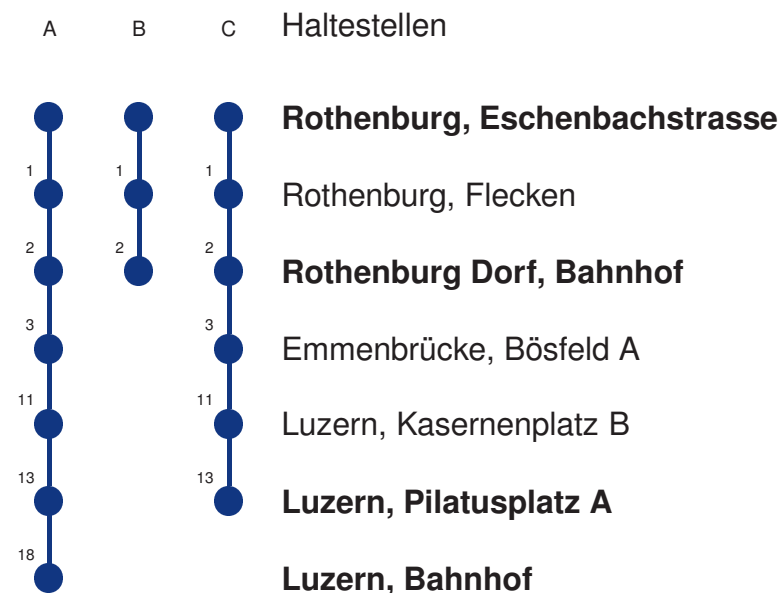 A B C Haltestellen
Rothenburg, Eschenbachstrasse
1 1 1 Rothenburg, Flecken
2 2 2 Rothenburg Dorf, Bahnhof
3 3 Emmenbrücke, Bösfeld A
11 11 Luzern, Kasernenplatz B
13 13 Luzern, Pilatusplatz A
18 Luzern, Bahnhof